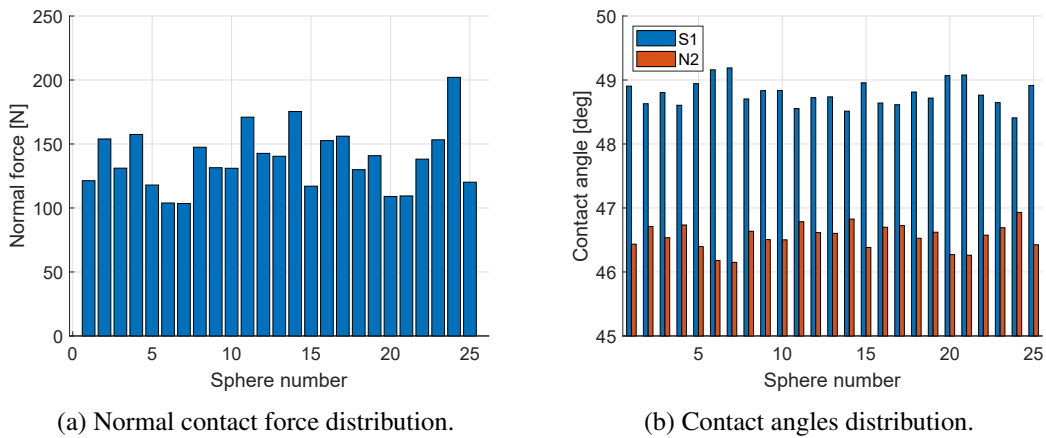 250
200
150
100
50
0
Normal force [N]
0 5 10 15 20 25
Sphere number
(a) Normal contact force distribution.
50
49
48
47
46
45
Contact angle [deg]
S1
N2
5 10 15 20 25
Sphere number
(b) Contact angles distribution.